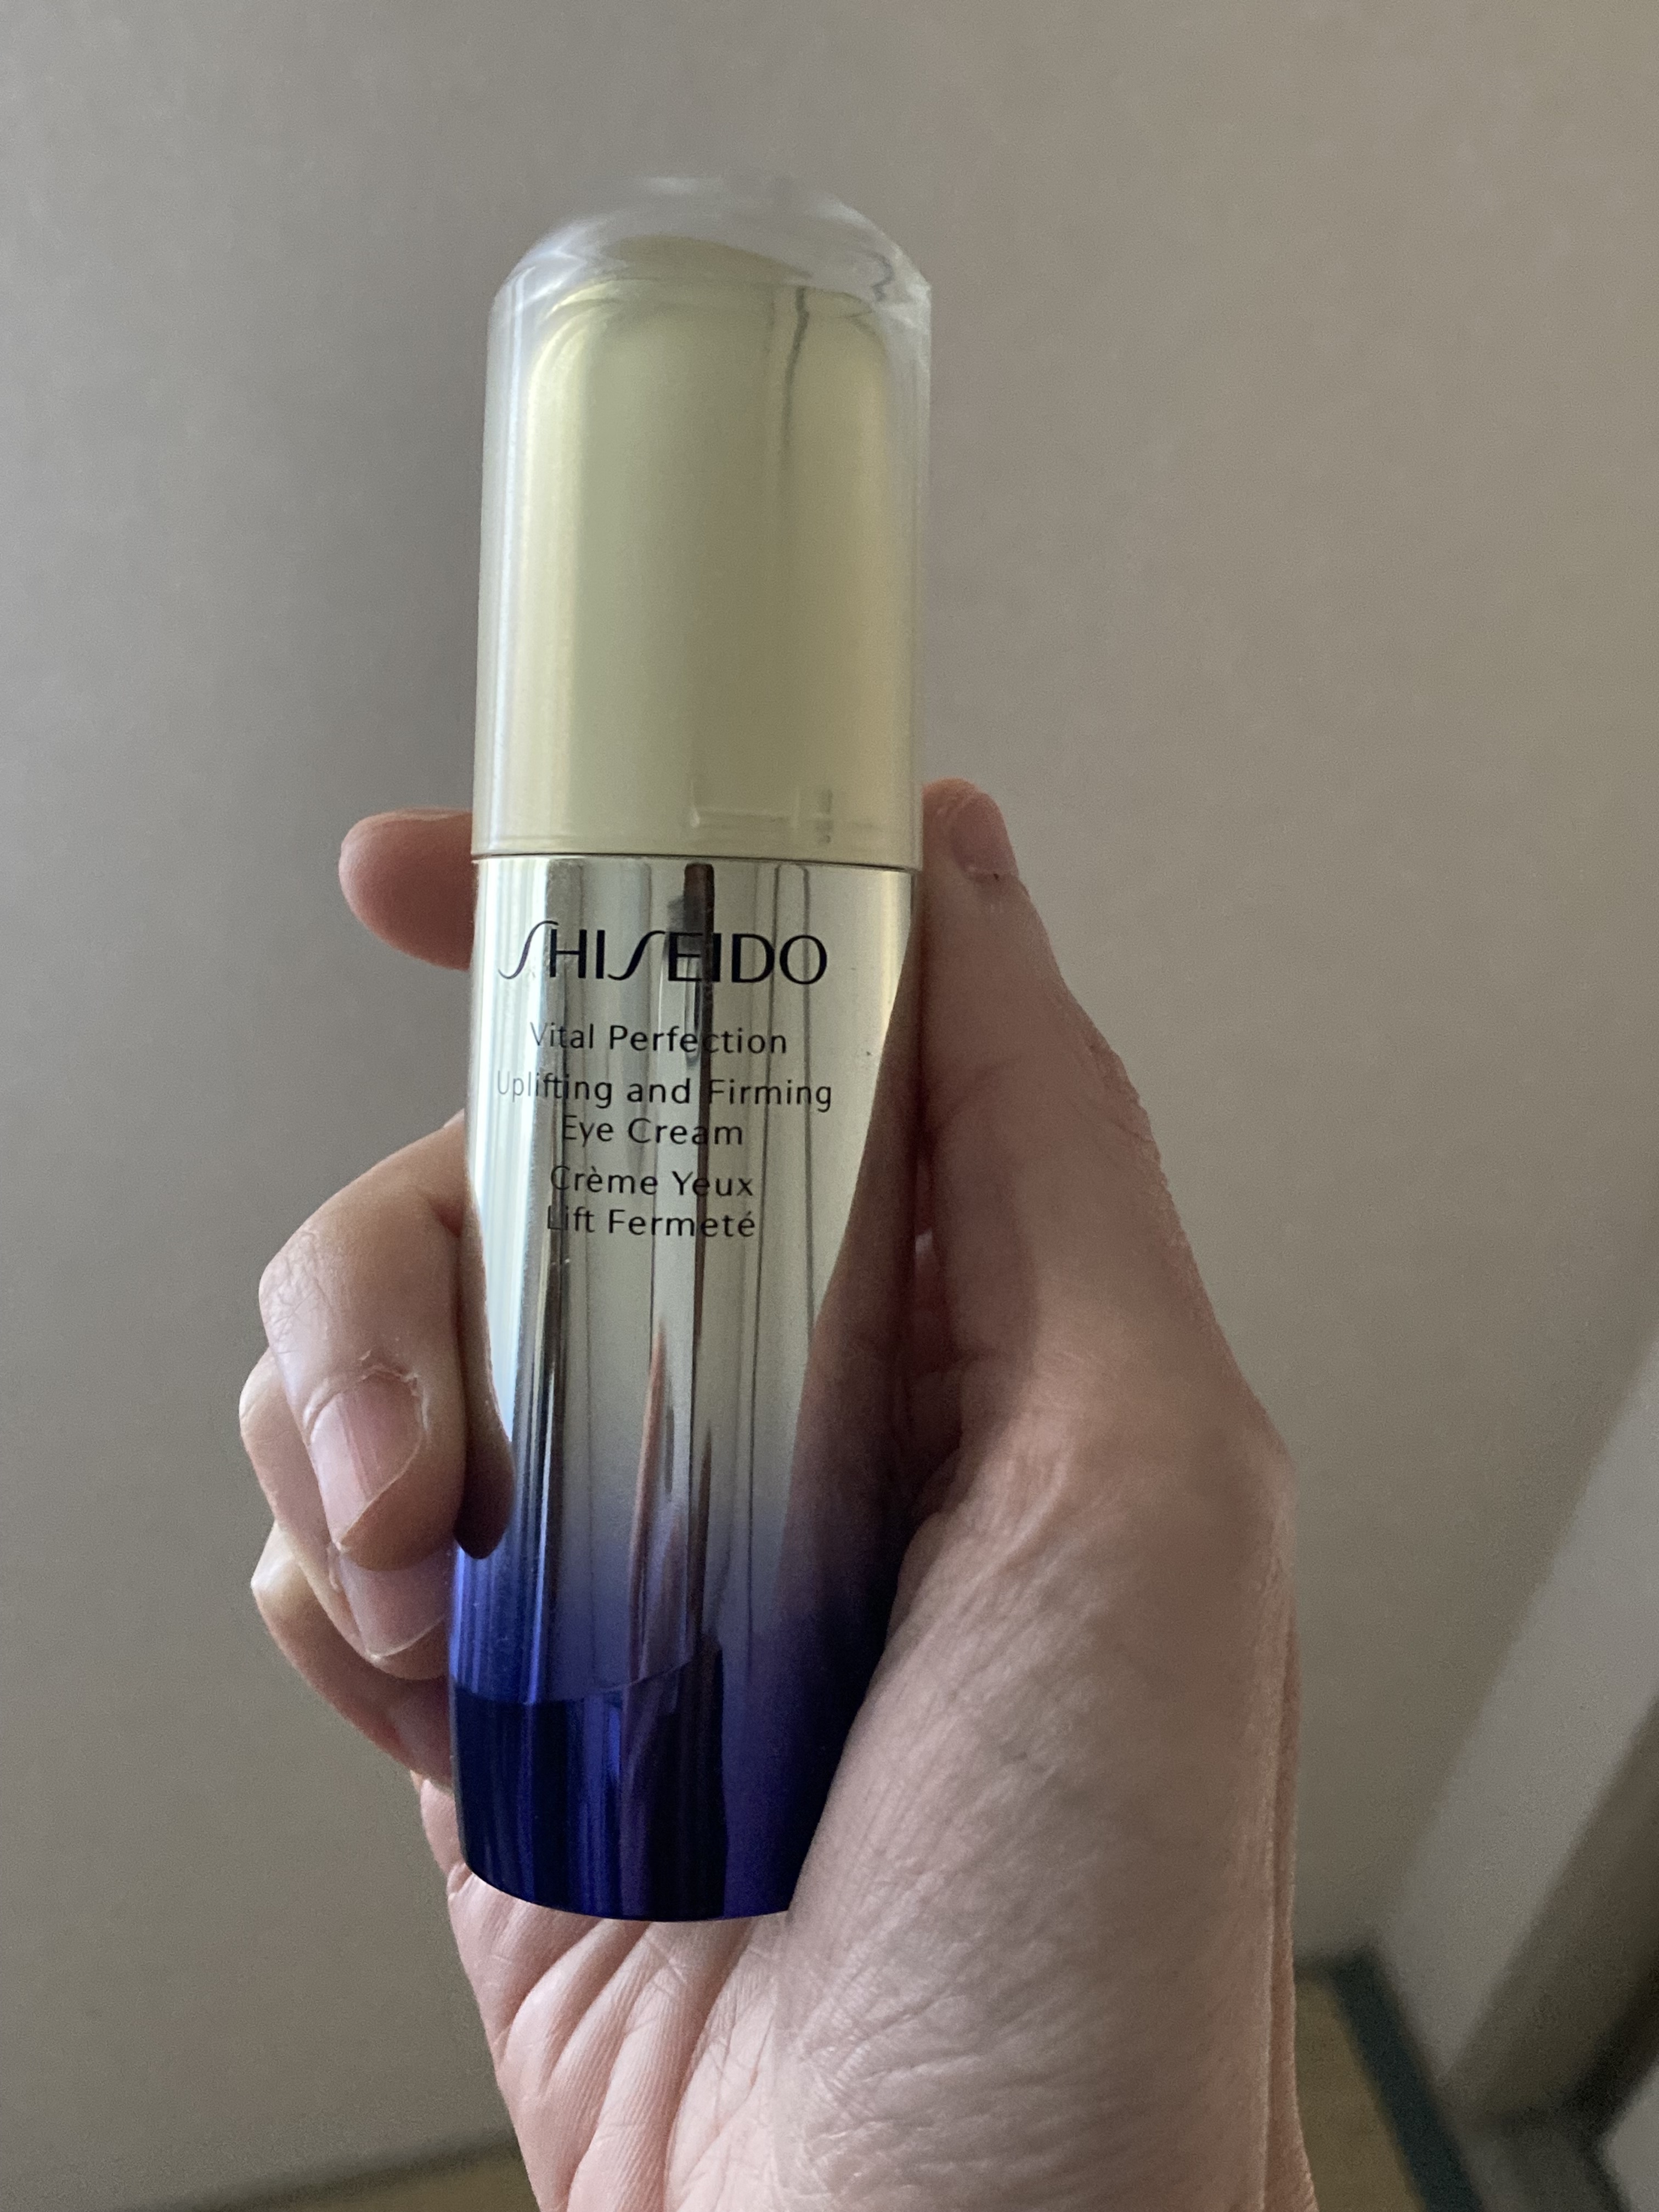 SHISEIDO
Vital Perfection
Uplifting and Firming
Eye Cream
Crème Yeux
Lift Fermeté